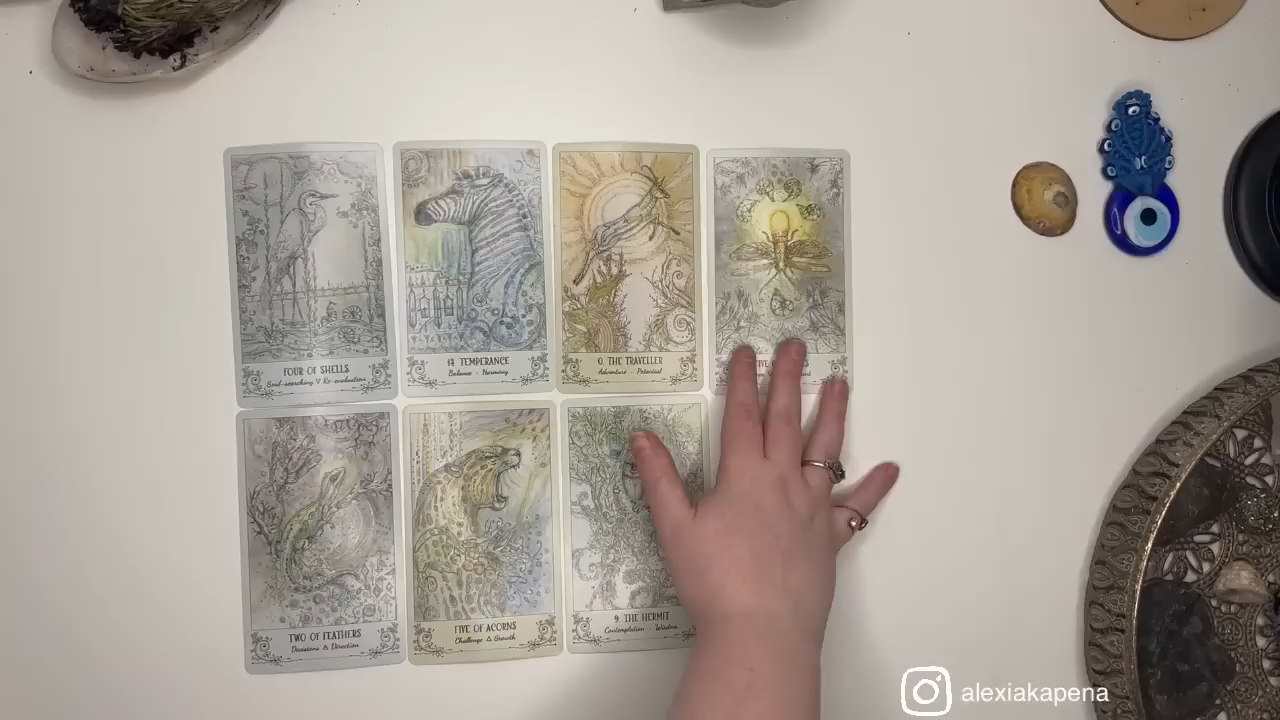 FOUR OF SHELLS
Soul-searching & Re-evaluation
14 TEMPERANCE
Balance - Harmony
0. THE TRAVELLER
Adventure - Potential
FIVE
TWO OF FEATHERS
Decisions & Direction
FIVE OF ACORNS
Challenge & Growth
9 THE HERMIT
Contemplation - Wisdom
alexiakapena